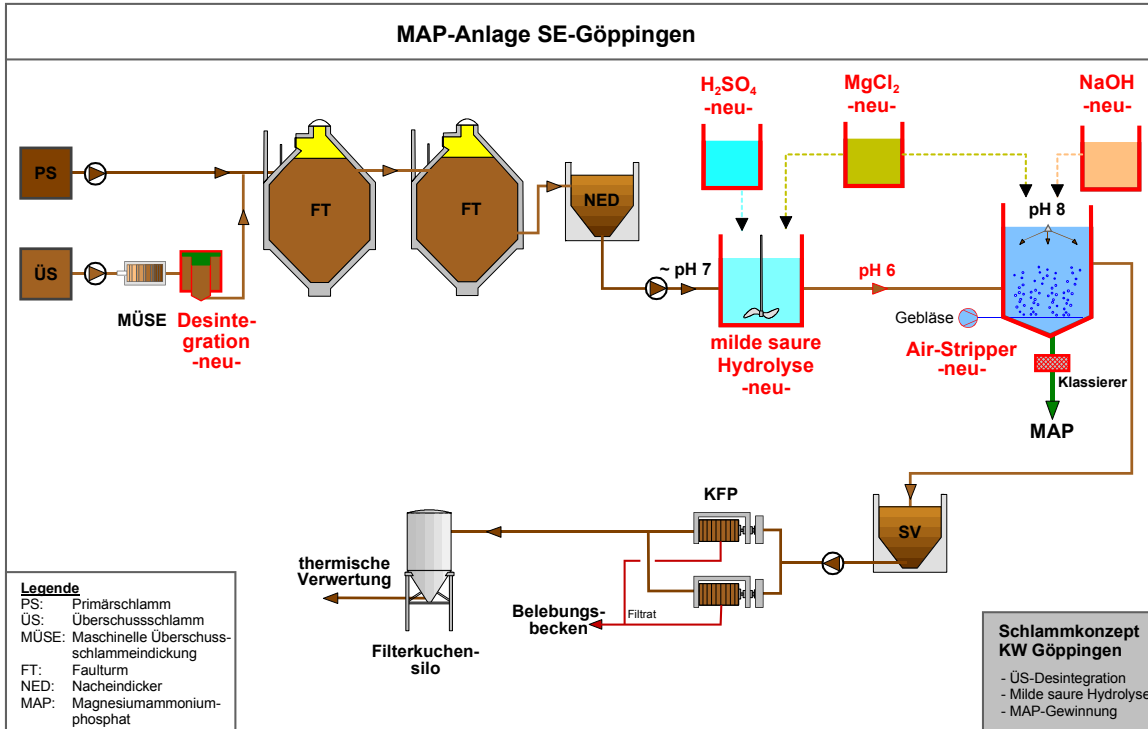 MAP-Anlage SE-Göppingen
H₂SO₄
-neu-
MgCl₂
-neu-
NaOH
-neu-
PS
FT
FT
NED
pH 8
ÜS
MÜSE
Desinte-
gration
-neu-
~ pH 7
pH 6
milde saure
Hydrolyse
-neu-
Gebläse
Air-Stripper
-neu-
Klassierer
MAP
KFP
SV
thermische
Verwertung
Filterkuchen-
silo
Belebungs-
becken
Filtrat
Legende
PS: Primärschlamm
ÜS: Überschussschlamm
MÜSE: Maschinelle Überschuss-
schlammeindickung
FT: Faulturm
NED: Nacheindicker
MAP: Magnesiumammonium-
phosphat
Schlammkonzept
KW Göppingen
- ÜS-Desintegration
- Milde saure Hydrolyse
- MAP-Gewinnung